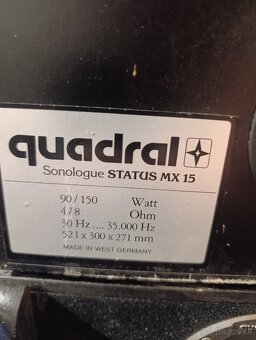 quadral
Sonologue STATUS MX 15
90/150 Watt
4/8 Ohm
30 Hz .... 35.000 Hz
521 x 300 x 271 mm
MADE IN WEST GERMANY